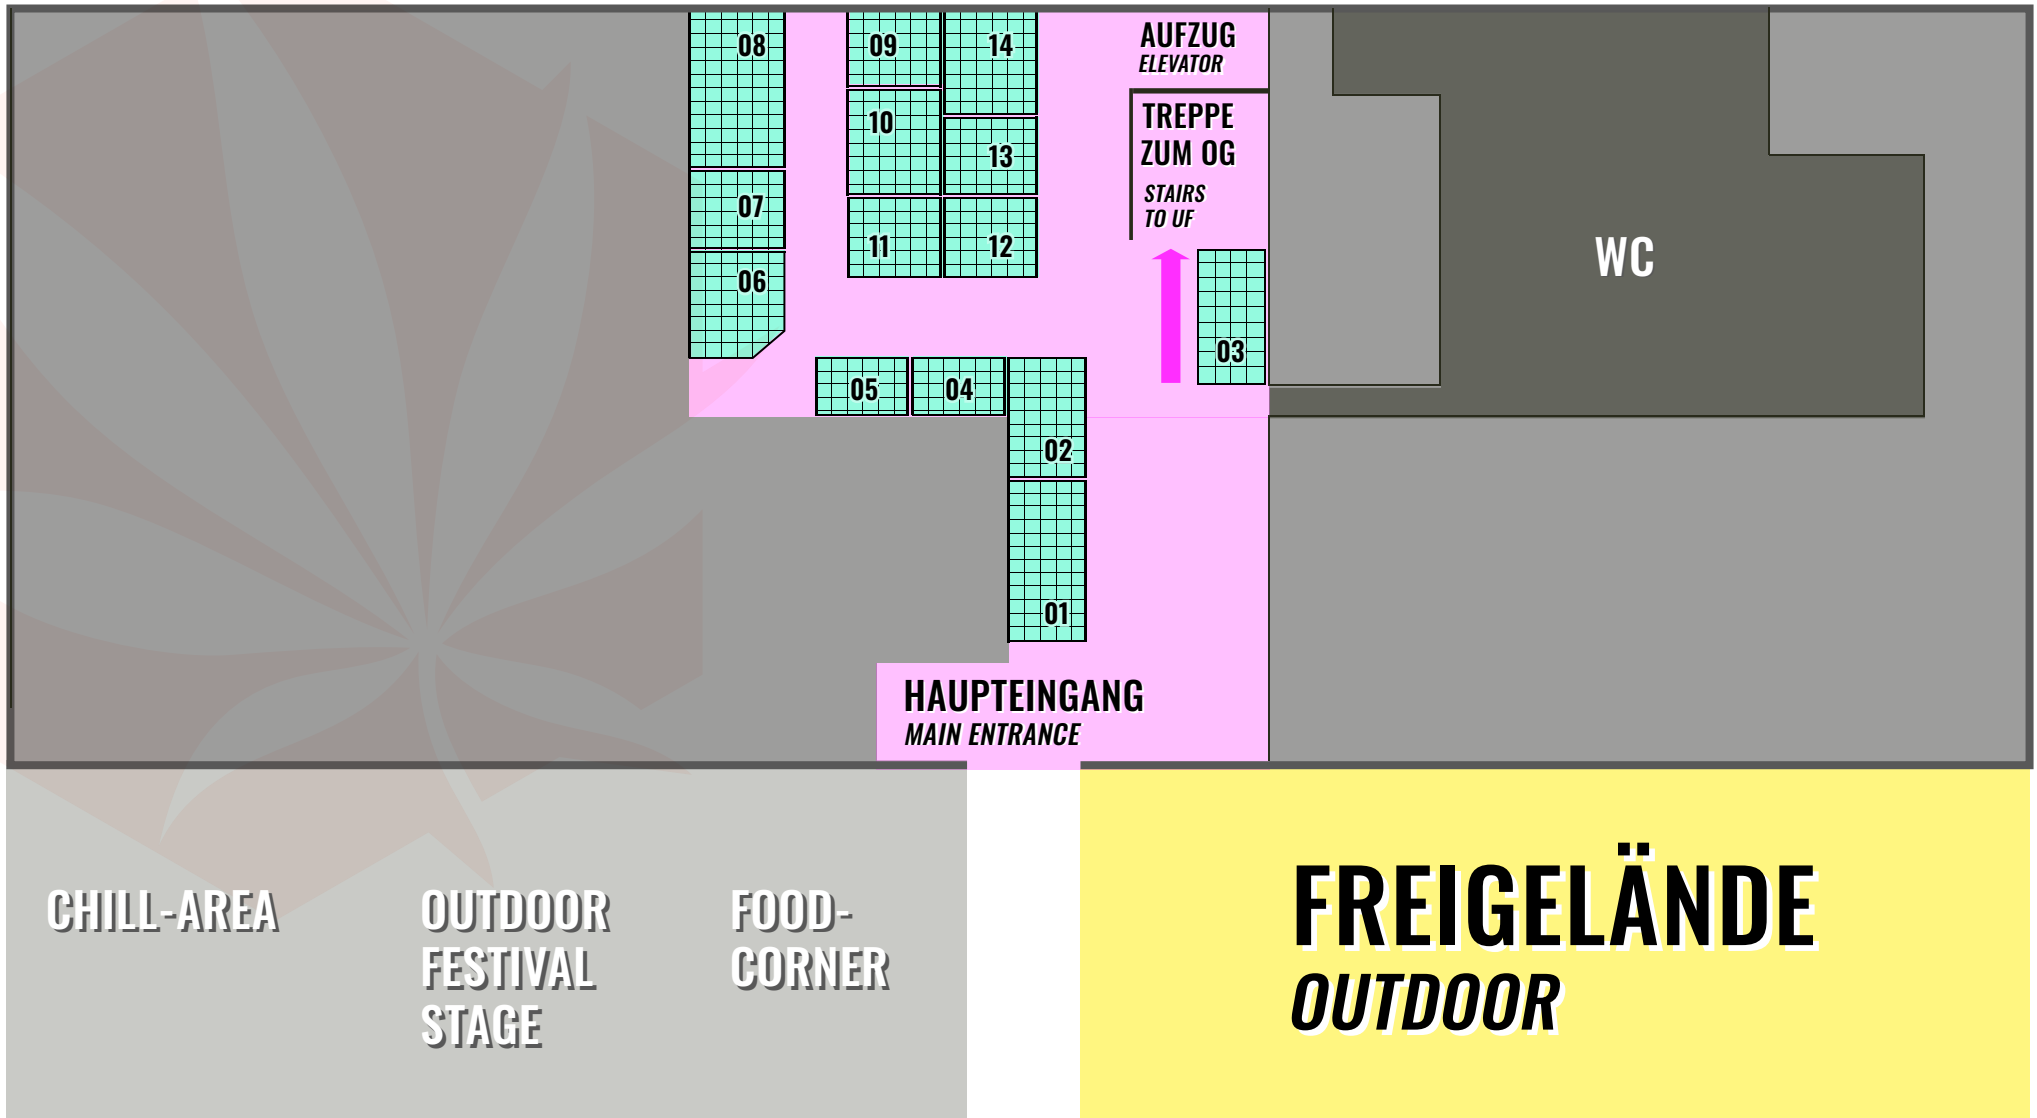 08
09
14
AUFZUG
ELEVATOR
10
TREPPE
ZUM OG
13
STAIRS
TO UF
07
11
12
WC
06
03
05
04
02
01
HAUPTEINGANG
MAIN ENTRANCE
CHILL-AREA
OUTDOOR
FESTIVAL
STAGE
FOOD-
CORNER
FREIGELÄNDE
OUTDOOR